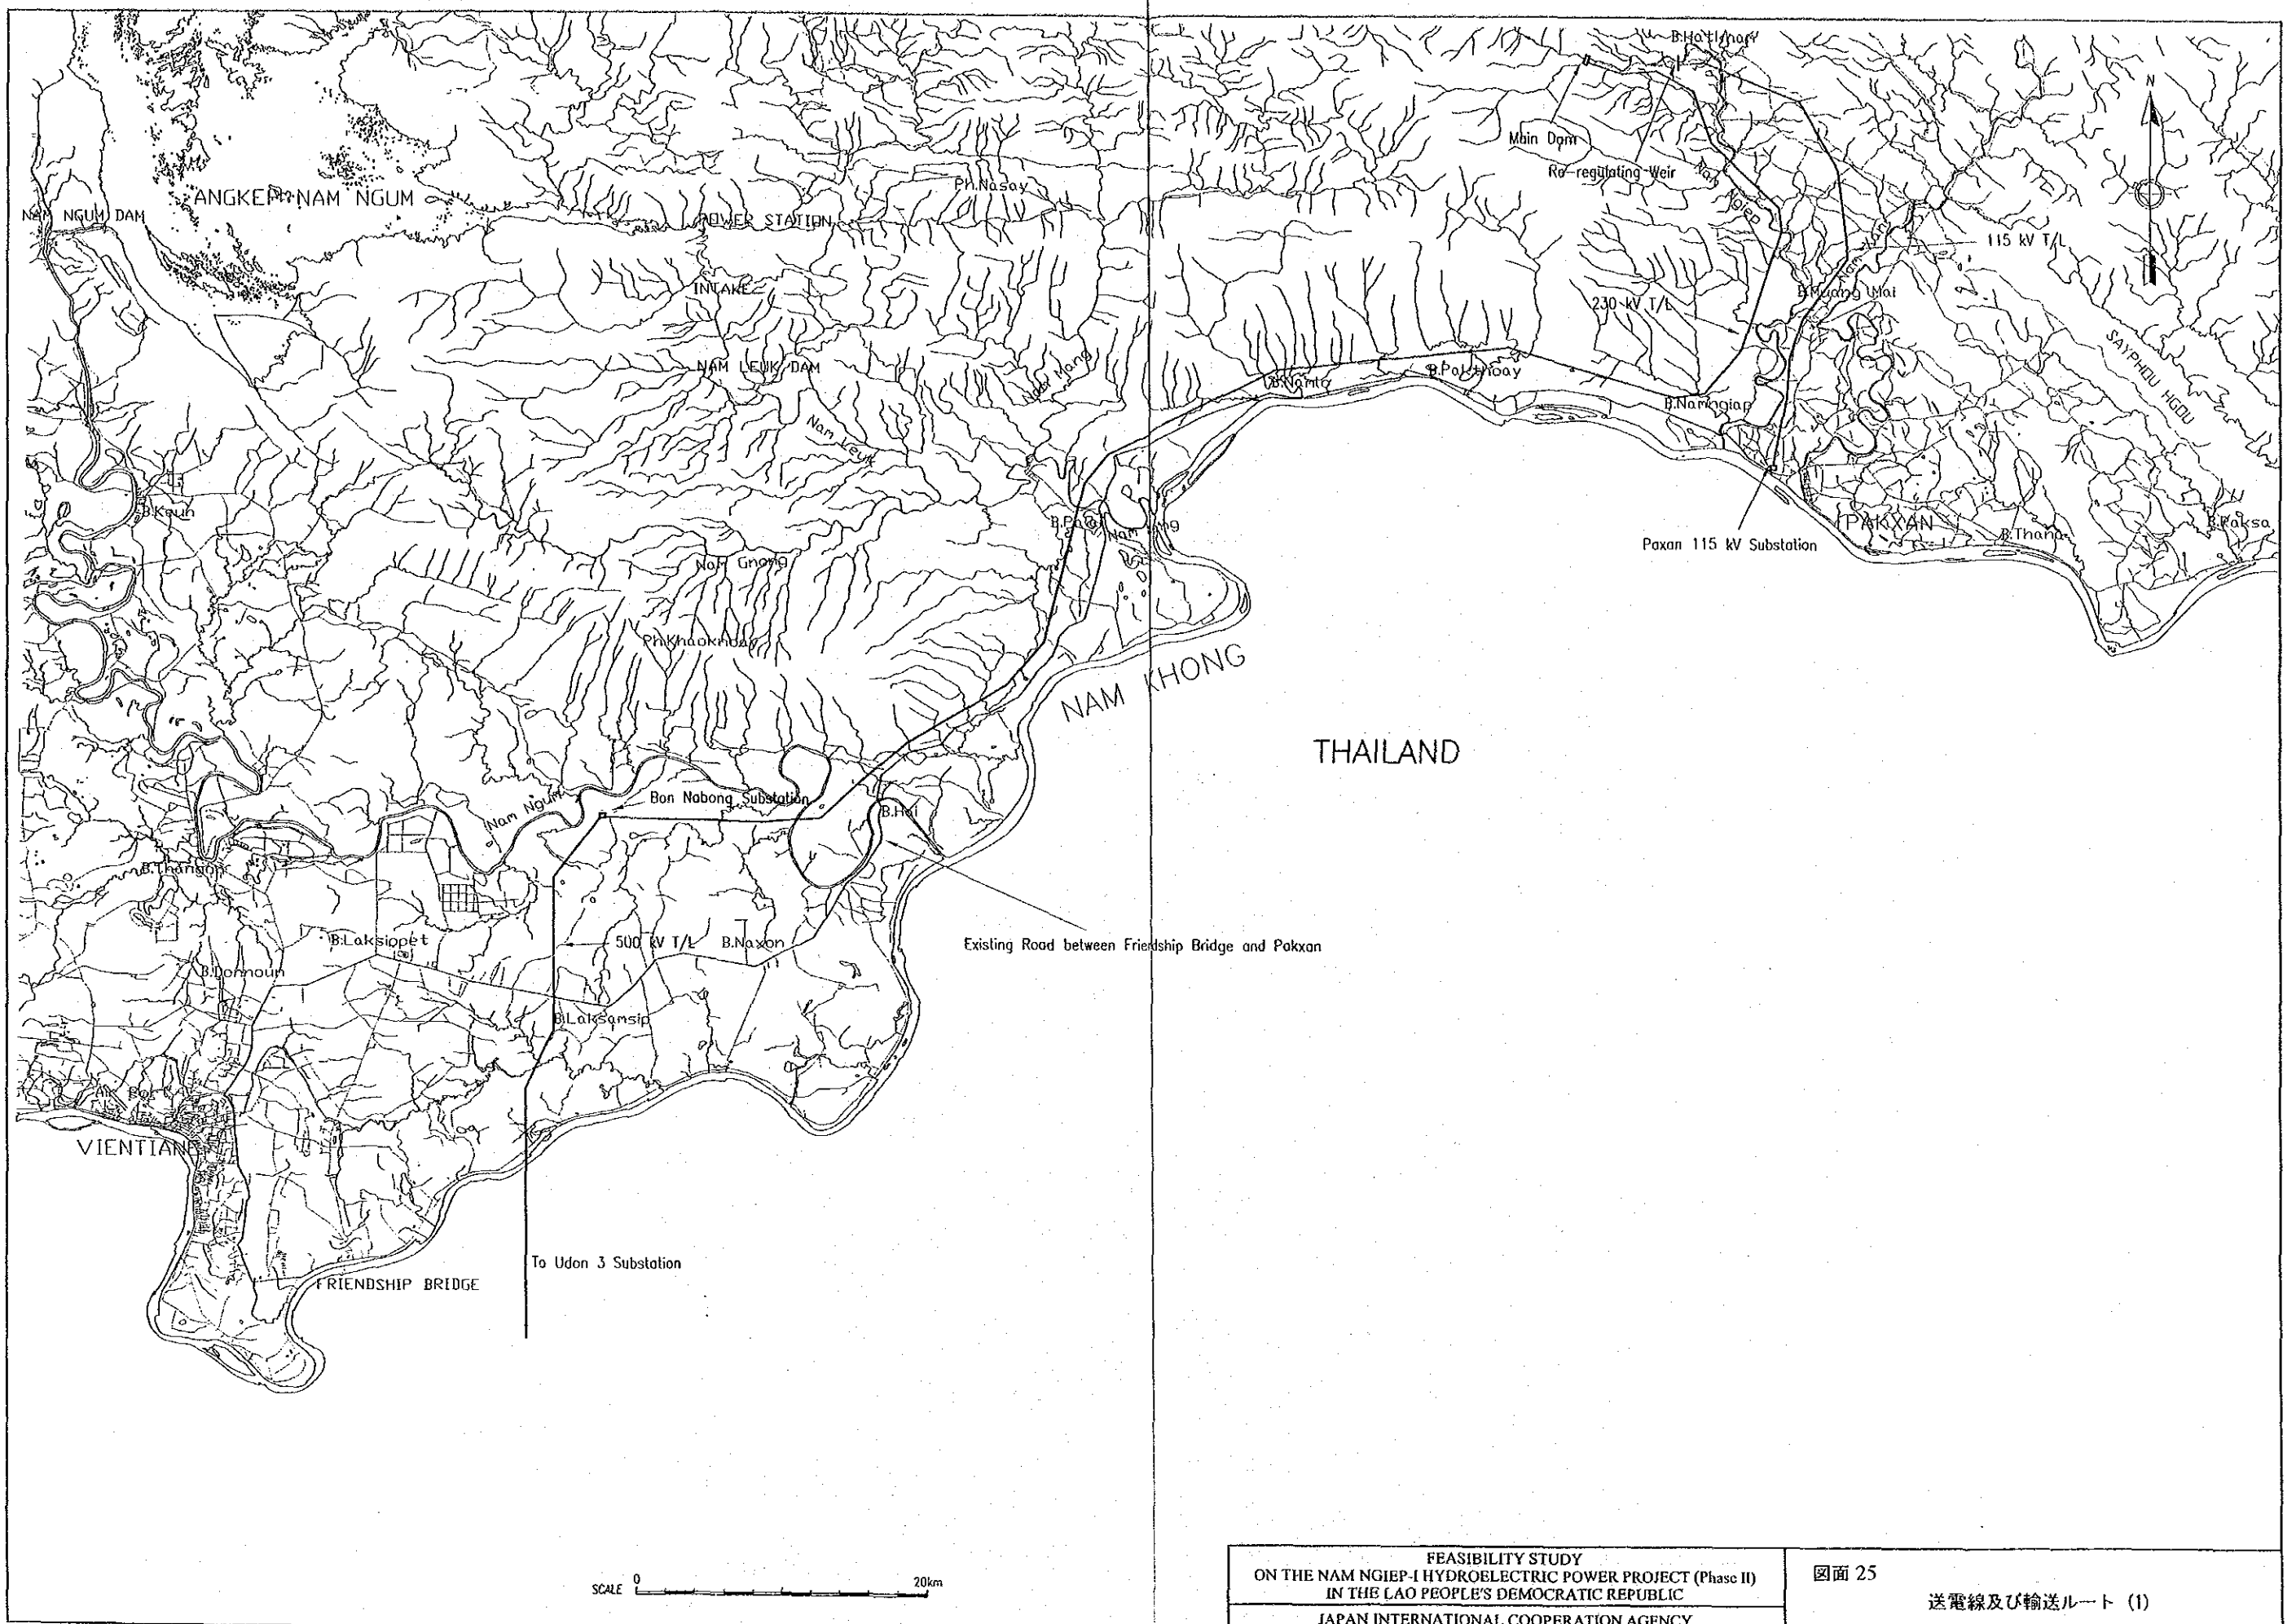 B.Hatkham
N
Main Dam
Re-regulating Weir
Nam Ngiep
Ph.Nasay
ANGKEP NAM NGUM
NAM NGUM DAM
POWER STATION
115 kV T/L
INTAKE
B.Muang Mai
230 kV T/L
SAYPHOU NGOU
NAM LEUK DAM
Nam Mang
B.Namta
B.Pakthoay
B.Namngiap
Nam Leuk
B.Keun
PAKXAN
B.Paksa
B.Thana
Paxan 115 kV Substation
Nam Gnong
Ph.Khaokhoay
NAM KHONG
THAILAND
Nam Ngum
Bon Nabong Substation
B.Hai
B.Thangon
B.Laksippet
500 kV T/L
B.Naxon
Existing Road between Friendship Bridge and Pakxan
B.Donnoun
B.Laksamsip
VIENTIANE
To Udon 3 Substation
FRIENDSHIP BRIDGE
SCALE 0 20km
FEASIBILITY STUDY
ON THE NAM NGIEP-I HYDROELECTRIC POWER PROJECT (Phase II)
IN THE LAO PEOPLE'S DEMOCRATIC REPUBLIC
JAPAN INTERNATIONAL COOPERATION AGENCY
図面 25
送電線及び輸送ルート (1)